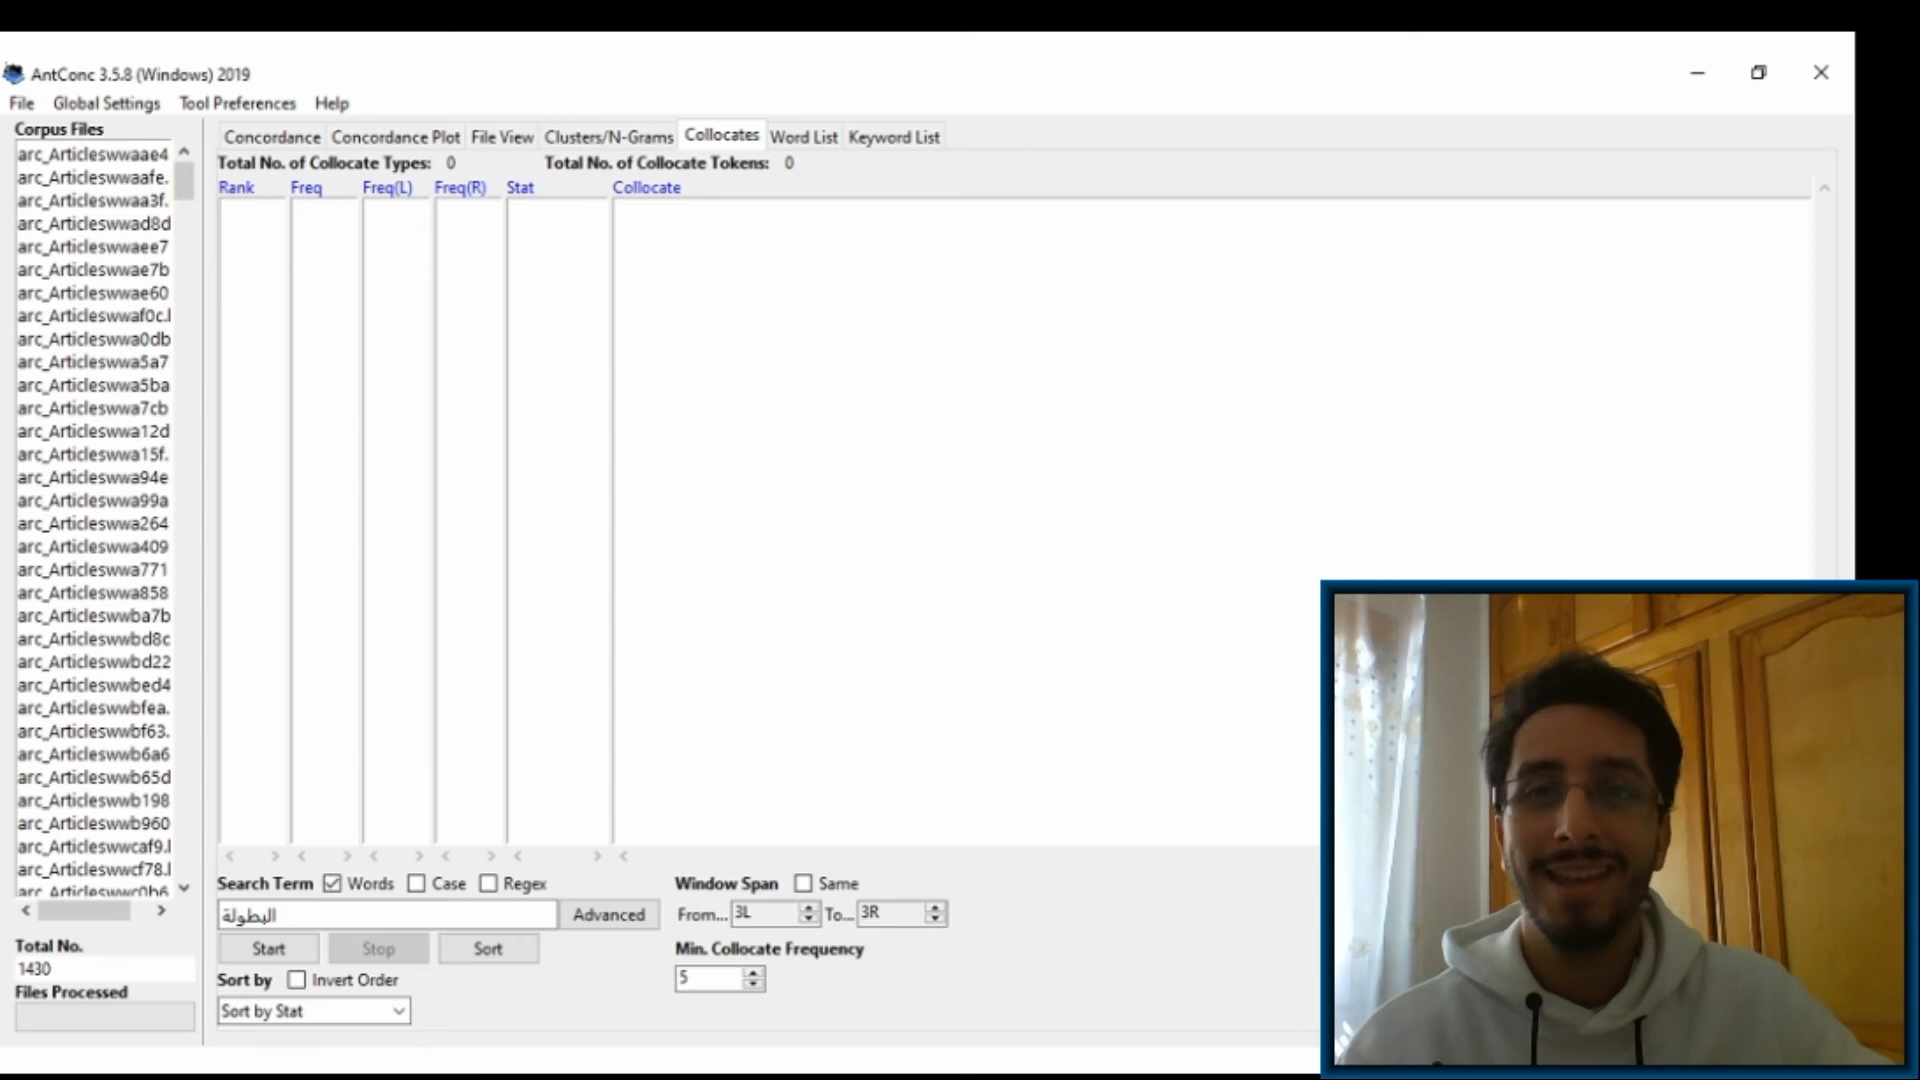 AntConc 3.5.8 (Windows) 2019
File Global Settings Tool Preferences Help
Corpus Files
arc_Articleswwaae4
arc_Articleswwaafe.
arc_Articleswwaa3f.
arc_Articleswwad8d
arc_Articleswwaee7
arc_Articleswwae7b
arc_Articleswwae60
arc_Articleswwaf0c.l
arc_Articleswwa0db
arc_Articleswwa5a7
arc_Articleswwa5ba
arc_Articleswwa7cb
arc_Articleswwa12d
arc_Articleswwa15f.
arc_Articleswwa94e
arc_Articleswwa99a
arc_Articleswwa264
arc_Articleswwa409
arc_Articleswwa771
arc_Articleswwa858
arc_Articleswwba7b
arc_Articleswwbd8c
arc_Articleswwbd22
arc_Articleswwbed4
arc_Articleswwbfea.
arc_Articleswwbf63.
arc_Articleswwb6a6
arc_Articleswwb65d
arc_Articleswwb198
arc_Articleswwb960
arc_Articleswwcaf9.l
arc_Articleswwcf78.l
arc_Articleswwc0b6
Total No.
1430
Files Processed
Concordance Concordance Plot File View Clusters/N-Grams Collocates Word List Keyword List
Total No. of Collocate Types: 0 Total No. of Collocate Tokens: 0
Rank Freq Freq(L) Freq(R) Stat Collocate
Search Term Words Case Regex Window Span Same
البطولة Advanced From... 3L To... 3R
Start Stop Sort Min. Collocate Frequency
Sort by Invert Order 5
Sort by Stat